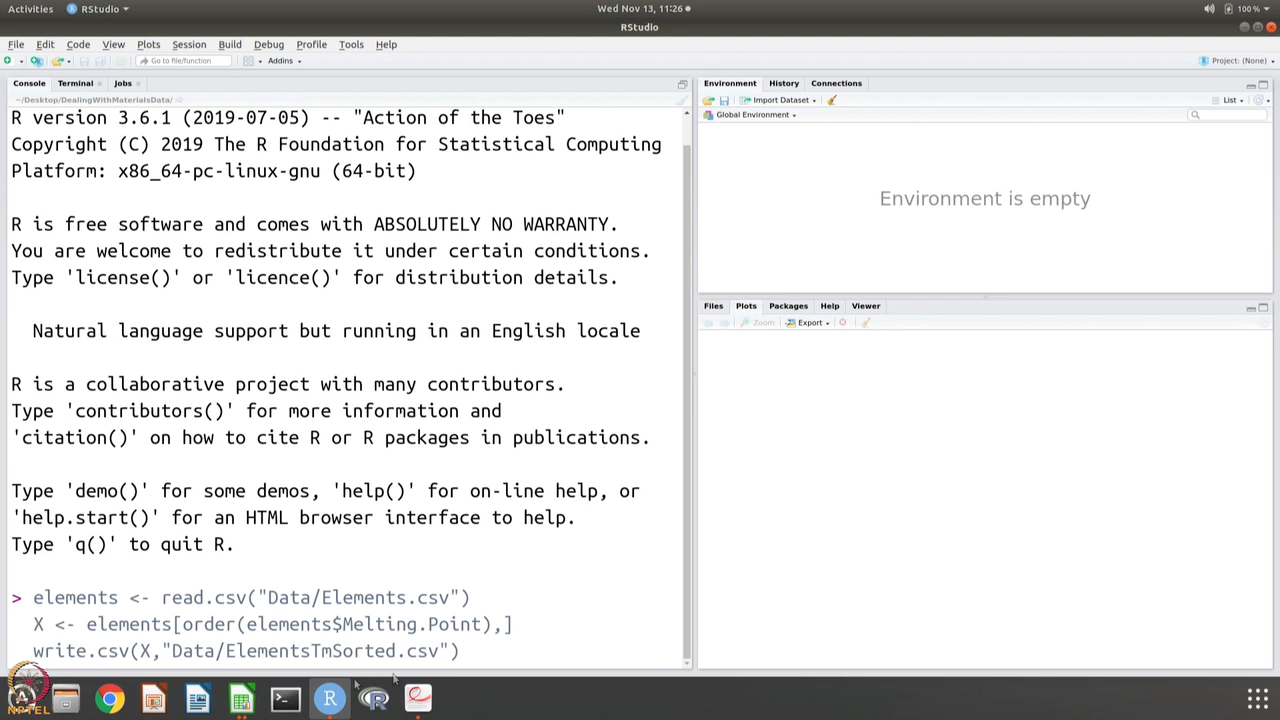 Activities RStudio Wed Nov 13, 11:26 100 %
RStudio
File Edit Code View Plots Session Build Debug Profile Tools Help
Go to file/function Addins Project: (None)
Console Terminal Jobs
~/Desktop/DealingWithMaterialsData/
R version 3.6.1 (2019-07-05) -- "Action of the Toes"
Copyright (C) 2019 The R Foundation for Statistical Computing
Platform: x86_64-pc-linux-gnu (64-bit)
R is free software and comes with ABSOLUTELY NO WARRANTY.
You are welcome to redistribute it under certain conditions.
Type 'license()' or 'licence()' for distribution details.
Natural language support but running in an English locale
R is a collaborative project with many contributors.
Type 'contributors()' for more information and
'citation()' on how to cite R or R packages in publications.
Type 'demo()' for some demos, 'help()' for on-line help, or
'help.start()' for an HTML browser interface to help.
Type 'q()' to quit R.
> elements <- read.csv("Data/Elements.csv")
X <- elements[order(elements$Melting.Point),]
write.csv(X,"Data/ElementsTmSorted.csv")
Environment History Connections
Import Dataset List
Global Environment
Environment is empty
Files Plots Packages Help Viewer
Zoom Export
NPTEL